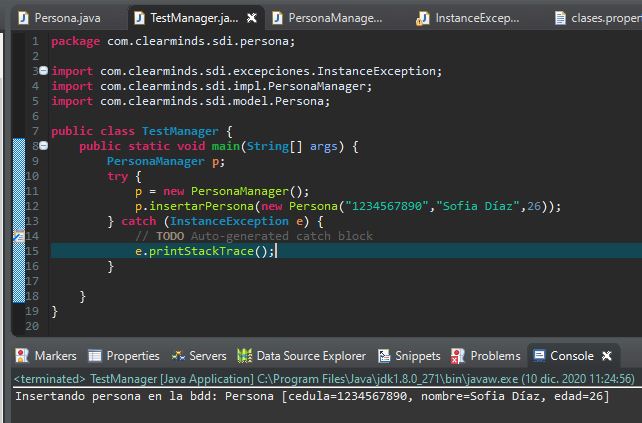 Persona.java
TestManager.ja...
PersonaManage...
InstanceExcep...
clases.proper
1 package com.clearminds.sdi.persona;
2
3 import com.clearminds.sdi.excepciones.InstanceException;
4 import com.clearminds.sdi.impl.PersonaManager;
5 import com.clearminds.sdi.model.Persona;
6
7 public class TestManager {
8 public static void main(String[] args) {
9 PersonaManager p;
10 try {
11 p = new PersonaManager();
12 p.insertarPersona(new Persona("1234567890","Sofia Díaz",26));
13 } catch (InstanceException e) {
14 // TODO Auto-generated catch block
15 e.printStackTrace();
16 }
17
18 }
19 }
20
Markers Properties Servers Data Source Explorer Snippets Problems Console
<terminated> TestManager [Java Application] C:\Program Files\Java\jdk1.8.0_271\bin\javaw.exe (10 dic. 2020 11:24:56)
Insertando persona en la bdd: Persona [cedula=1234567890, nombre=Sofia Díaz, edad=26]